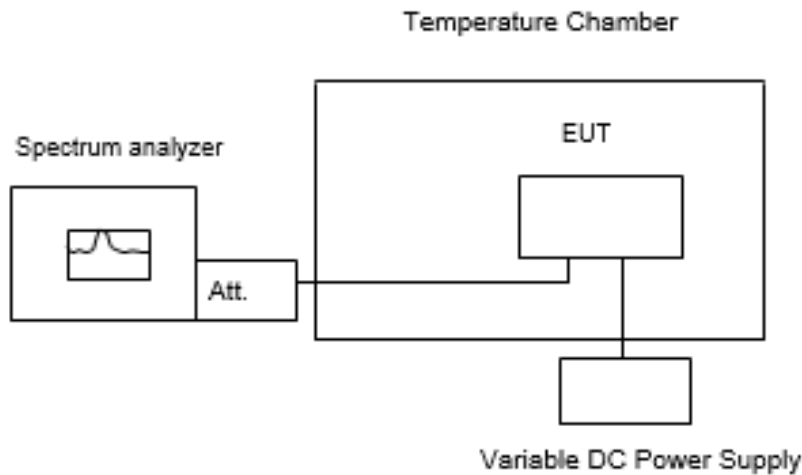 Temperature Chamber
EUT
Spectrum analyzer
Att.
Variable DC Power Supply